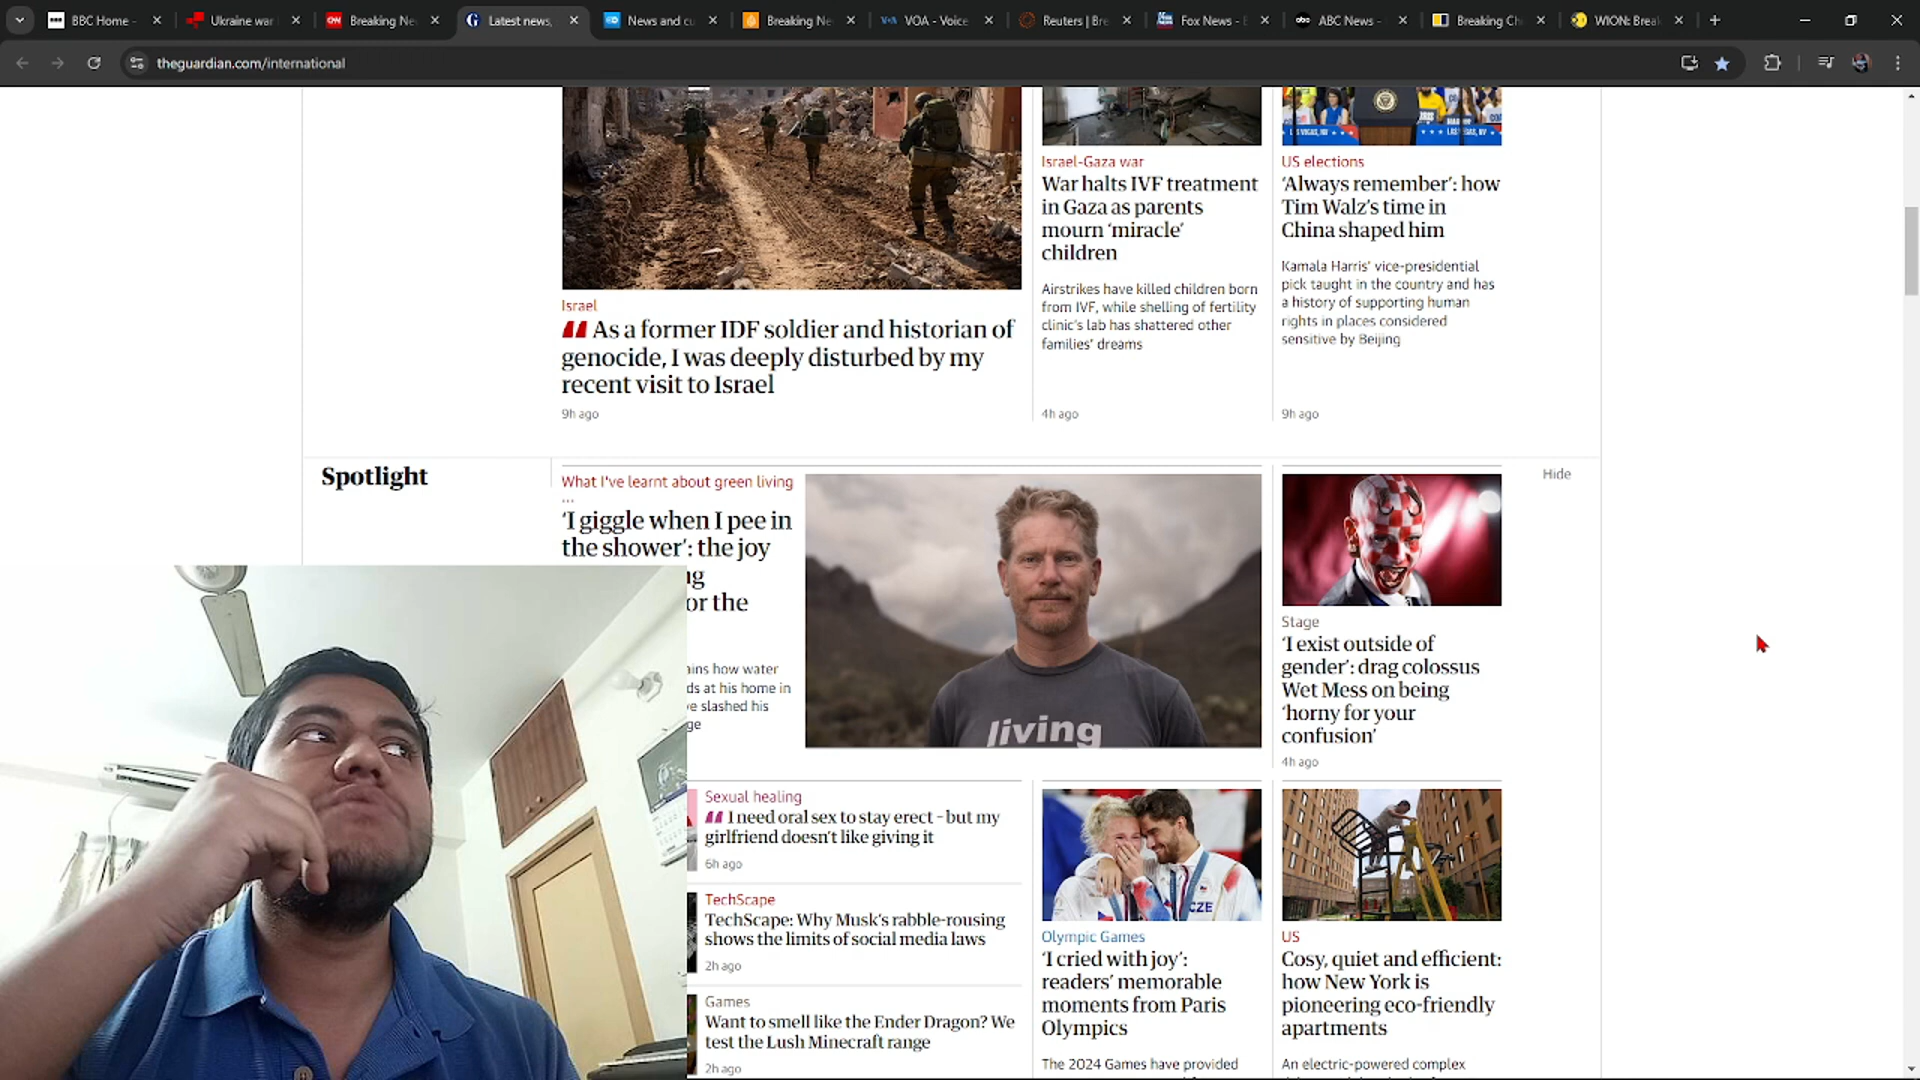 BBC Home -
Ukraine war
Breaking Ne
Latest news,
News and cu
Breaking Ne
VOA - Voice
Reuters | Bre
Fox News - B
ABC News -
Breaking Ch
WION: Brea
theguardian.com/international
Israel
As a former IDF soldier and historian of
genocide, I was deeply disturbed by my
recent visit to Israel
9h ago
Israel-Gaza war
War halts IVF treatment
in Gaza as parents
mourn ‘miracle’
children
Airstrikes have killed children born
from IVF, while shelling of fertility
clinic’s lab has shattered other
families’ dreams
4h ago
LAS VEGAS, NV
US elections
‘Always remember’: how
Tim Walz’s time in
China shaped him
Kamala Harris’ vice-presidential
pick taught in the country and has
a history of supporting human
rights in places considered
sensitive by Beijing
9h ago
Spotlight
Hide
What I've learnt about green living
...
‘I giggle when I pee in
the shower’: the joy
ng
or the
ains how water
ds at his home in
e slashed his
ge
living
Stage
‘I exist outside of
gender’: drag colossus
Wet Mess on being
‘horny for your
confusion’
4h ago
Sexual healing
I need oral sex to stay erect – but my
girlfriend doesn’t like giving it
6h ago
TechScape
TechScape: Why Musk’s rabble-rousing
shows the limits of social media laws
2h ago
Games
Want to smell like the Ender Dragon? We
test the Lush Minecraft range
2h ago
CZE
Olympic Games
‘I cried with joy’:
readers’ memorable
moments from Paris
Olympics
The 2024 Games have provided
US
Cosy, quiet and efficient:
how New York is
pioneering eco-friendly
apartments
An electric-powered complex